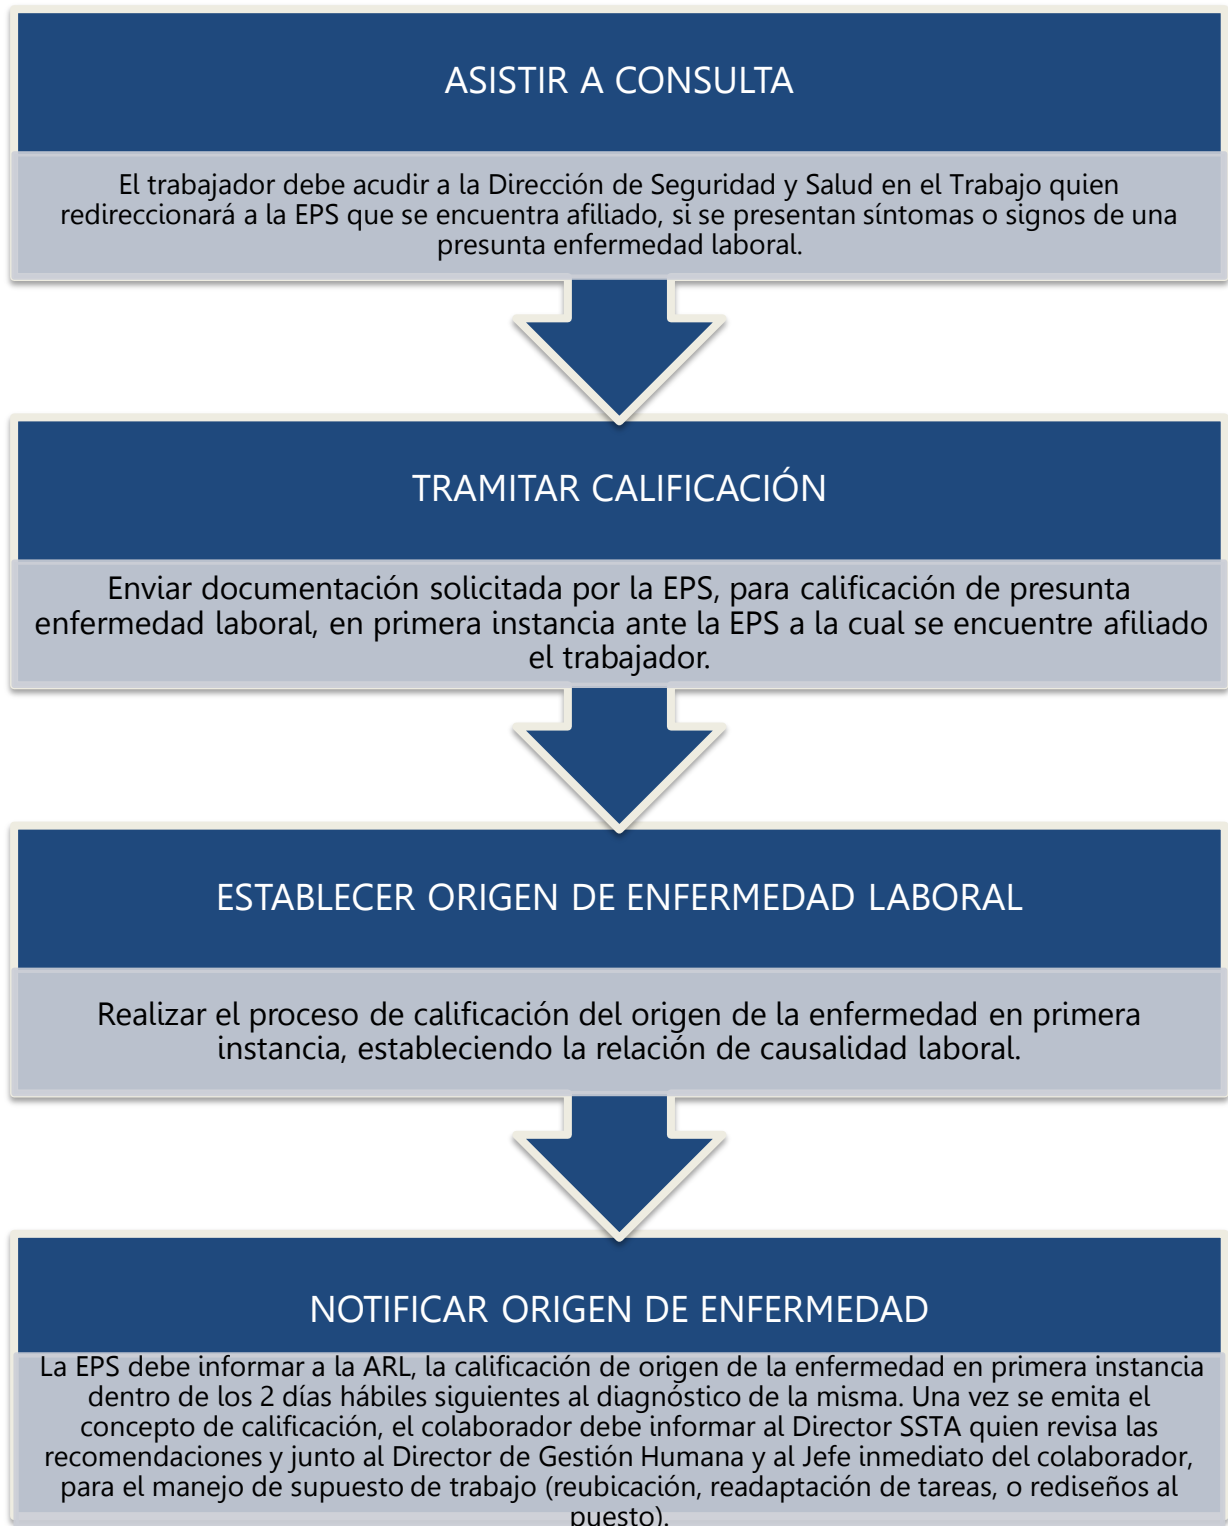 ASISTIR A CONSULTA
El trabajador debe acudir a la Dirección de Seguridad y Salud en el Trabajo quien
redireccionará a la EPS que se encuentra afiliado, si se presentan síntomas o signos de una
presunta enfermedad laboral.
TRAMITAR CALIFICACIÓN
Enviar documentación solicitada por la EPS, para calificación de presunta
enfermedad laboral, en primera instancia ante la EPS a la cual se encuentre afiliado
el trabajador.
ESTABLECER ORIGEN DE ENFERMEDAD LABORAL
Realizar el proceso de calificación del origen de la enfermedad en primera
instancia, estableciendo la relación de causalidad laboral.
NOTIFICAR ORIGEN DE ENFERMEDAD
La EPS debe informar a la ARL, la calificación de origen de la enfermedad en primera instancia
dentro de los 2 días hábiles siguientes al diagnóstico de la misma. Una vez se emita el
concepto de calificación, el colaborador debe informar al Director SSTA quien revisa las
recomendaciones y junto al Director de Gestión Humana y al Jefe inmediato del colaborador,
para el manejo de supuesto de trabajo (reubicación, readaptación de tareas, o rediseños al
puesto).